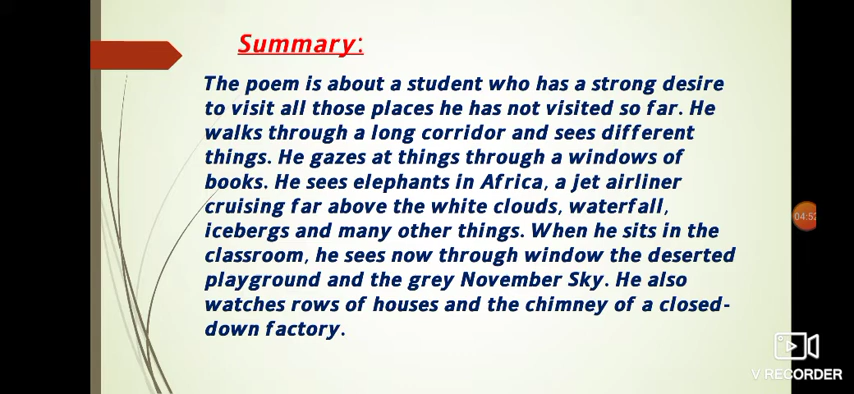 Summary:
The poem is about a student who has a strong desire
to visit all those places he has not visited so far. He
walks through a long corridor and sees different
things. He gazes at things through a windows of
books. He sees elephants in Africa, a jet airliner
cruising far above the white clouds, waterfall,
icebergs and many other things. When he sits in the
classroom, he sees now through window the deserted
playground and the grey November Sky. He also
watches rows of houses and the chimney of a closed-
down factory.
04:52
V RECORDER